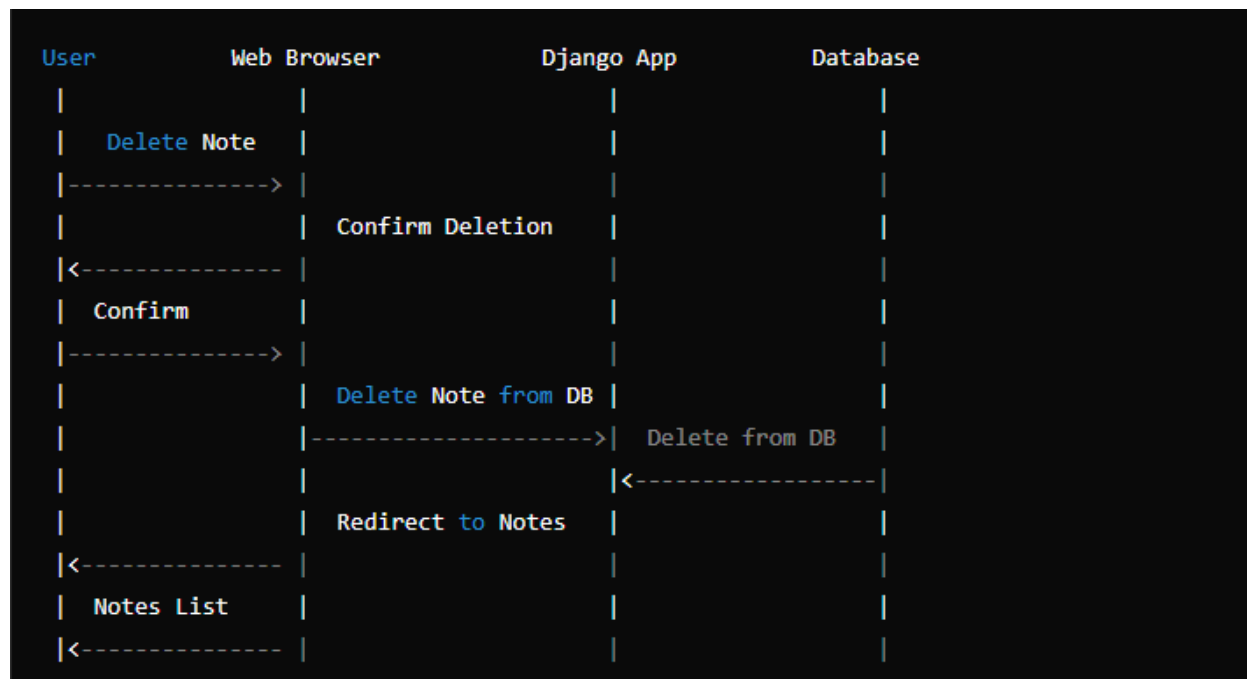 User          Web Browser            Django App          Database
 |                 |                      |                   |
 |   Delete Note   |                      |                   |
 |---------------> |                      |                   |
 |                 |  Confirm Deletion    |                   |
 |<--------------- |                      |                   |
 |  Confirm        |                      |                   |
 |---------------> |                      |                   |
 |                 |  Delete Note from DB |                   |
 |                 |--------------------->|  Delete from DB   |
 |                 |                      |<------------------|
 |                 |  Redirect to Notes   |                   |
 |<--------------- |                      |                   |
 |  Notes List     |                      |                   |
 |<--------------- |                      |                   |